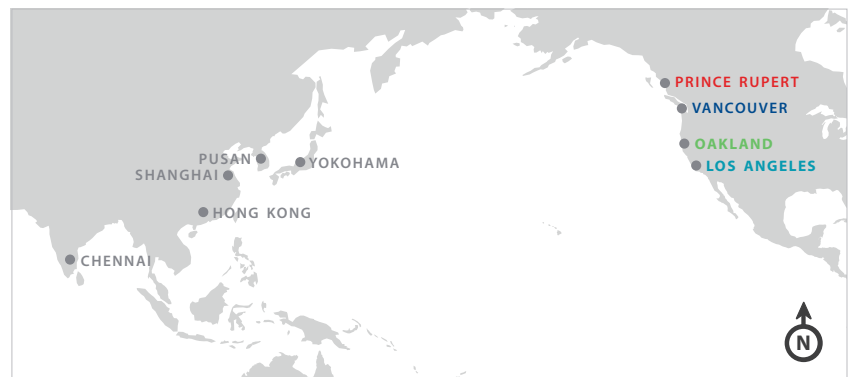 PRINCE RUPERT
VANCOUVER
OAKLAND
PUSAN
YOKOHAMA
LOS ANGELES
SHANGHAI
HONG KONG
CHENNAI
N